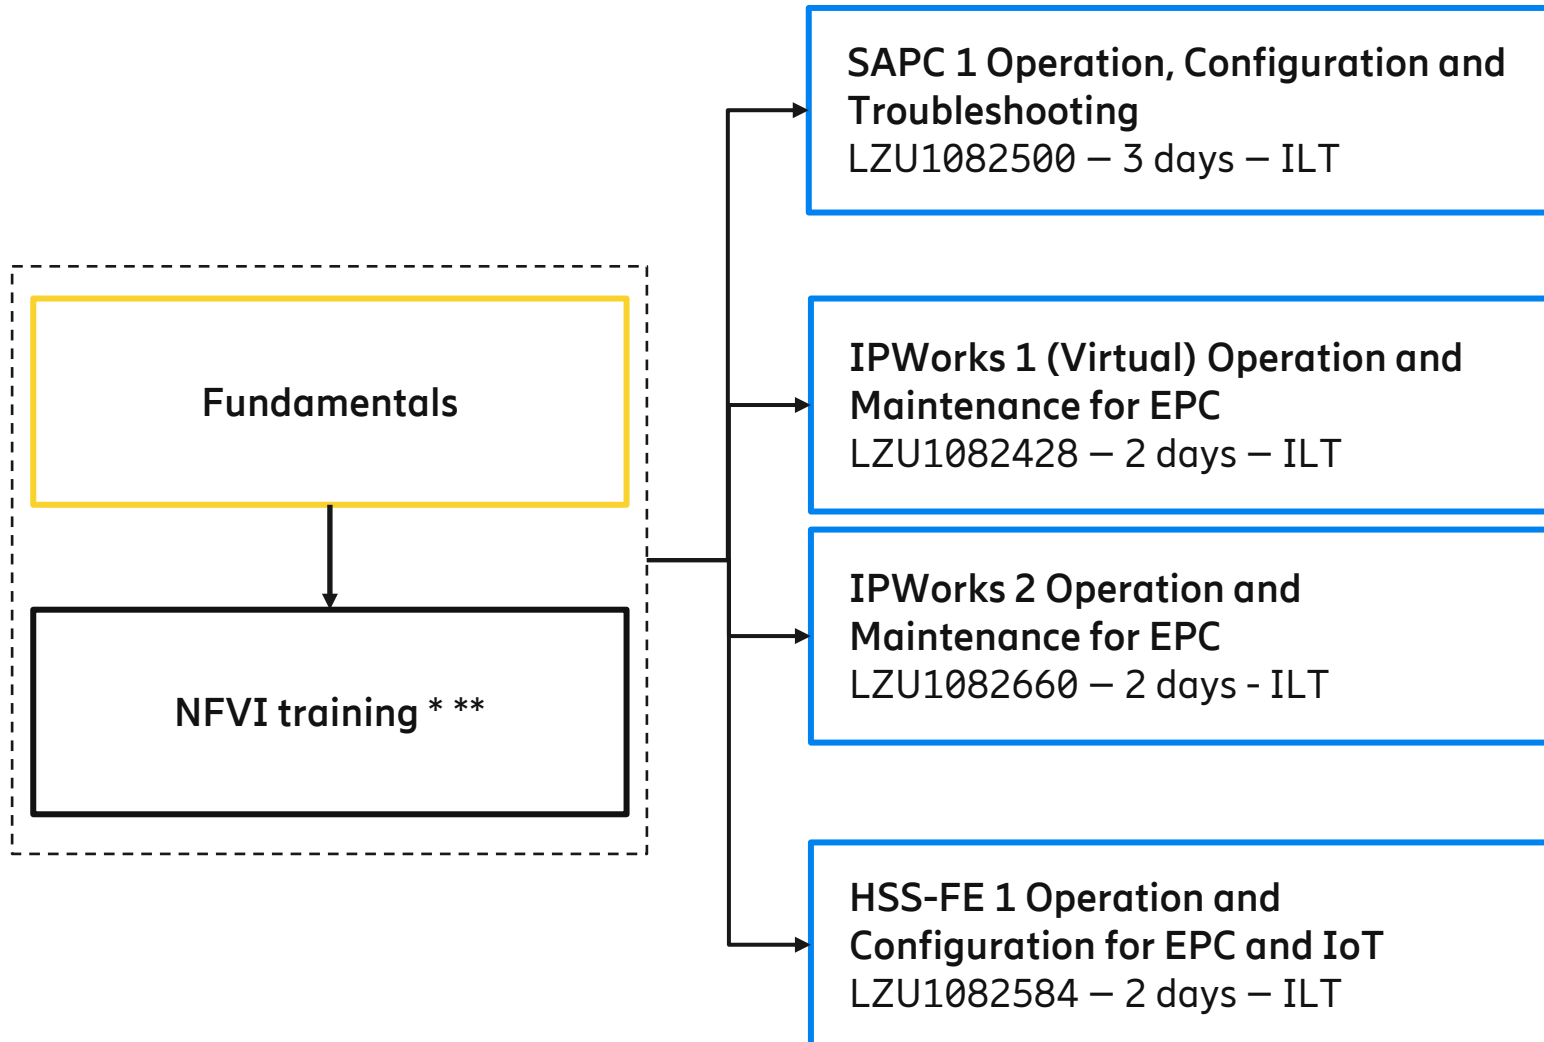 Fundamentals
NFVI training * **
SAPC 1 Operation, Configuration and
Troubleshooting
LZU1082500 – 3 days – ILT
IPWorks 1 (Virtual) Operation and
Maintenance for EPC
LZU1082428 – 2 days – ILT
IPWorks 2 Operation and
Maintenance for EPC
LZU1082660 – 2 days - ILT
HSS-FE 1 Operation and
Configuration for EPC and IoT
LZU1082584 – 2 days – ILT